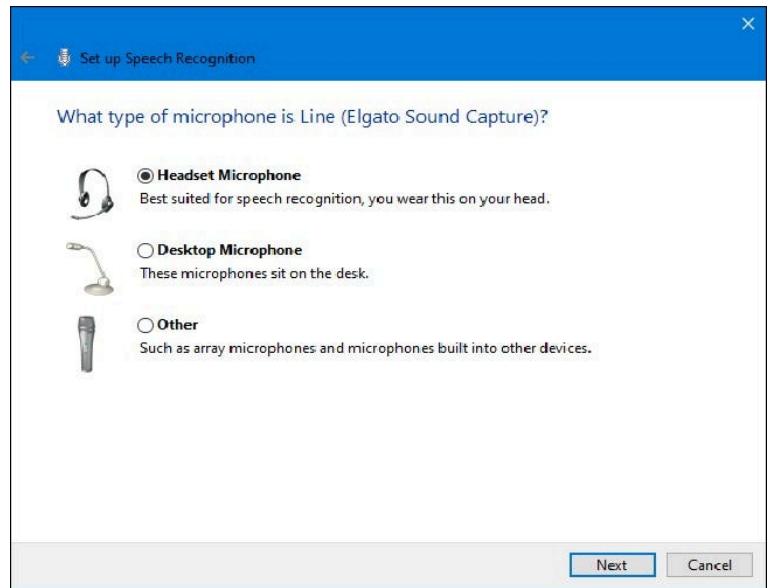 Set up Speech Recognition
What type of microphone is Line (Elgato Sound Capture)?
Headset Microphone
Best suited for speech recognition, you wear this on your head.
Desktop Microphone
These microphones sit on the desk.
Other
Such as array microphones and microphones built into other devices.
Next Cancel